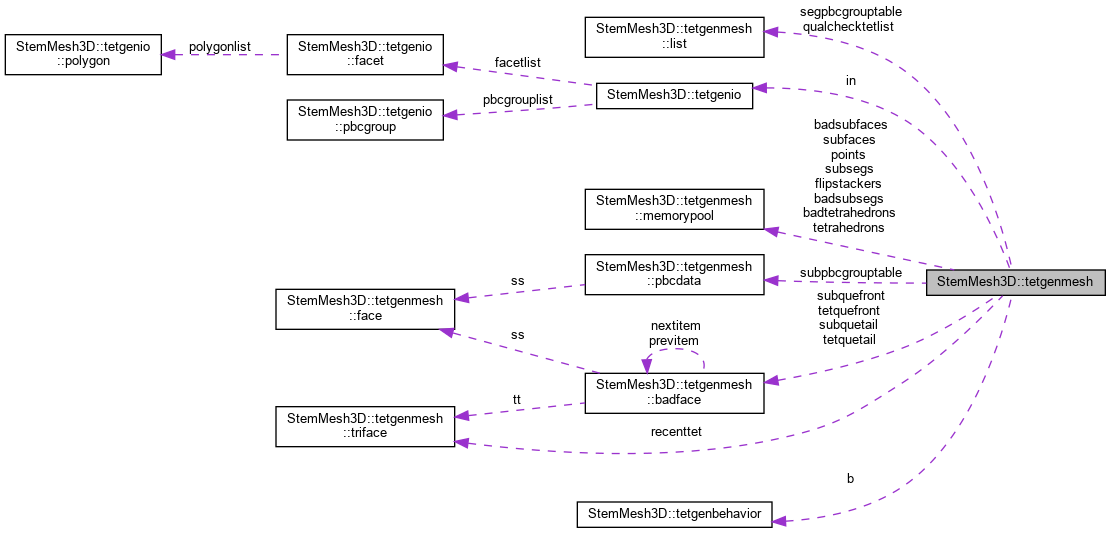 segpbcgrouptable
qualchecktetlist
StemMesh3D::tetgenmesh
::list
StemMesh3D::tetgenio
::polygon
polygonlist
StemMesh3D::tetgenio
::facet
facetlist
in
StemMesh3D::tetgenio
pbcgrouplist
StemMesh3D::tetgenio
::pbcgroup
badsubfaces
subfaces
points
subsegs
flipstackers
badsubsegs
badtetrahedrons
tetrahedrons
StemMesh3D::tetgenmesh
::memorypool
StemMesh3D::tetgenmesh
::pbcdata
subpbcgrouptable
StemMesh3D::tetgenmesh
ss
StemMesh3D::tetgenmesh
::face
subquefront
tetquefront
subquetail
tetquetail
ss
nextitem
previtem
StemMesh3D::tetgenmesh
::badface
tt
StemMesh3D::tetgenmesh
::triface
recenttet
b
StemMesh3D::tetgenbehavior